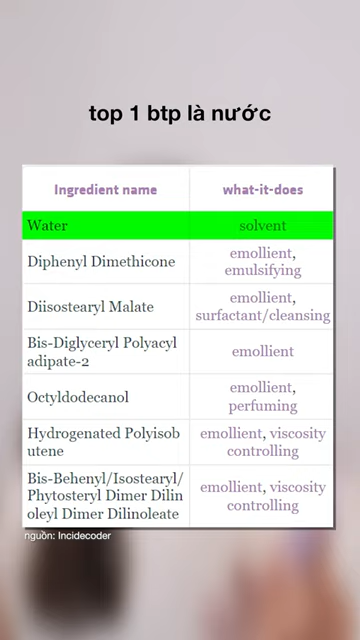 top 1 btp là nước
Ingredient name what-it-does
Water solvent
Diphenyl Dimethicone emollient,
emulsifying
Diisostearyl Malate emollient,
surfactant/cleansing
Bis-Diglyceryl Polyacyl
adipate-2 emollient
Octyldodecanol emollient,
perfuming
Hydrogenated Polyisob
utene emollient, viscosity
controlling
Bis-Behenyl/Isostearyl/
Phytosteryl Dimer Dilin
oleyl Dimer Dilinoleate emollient, viscosity
controlling
nguồn: Incidecoder